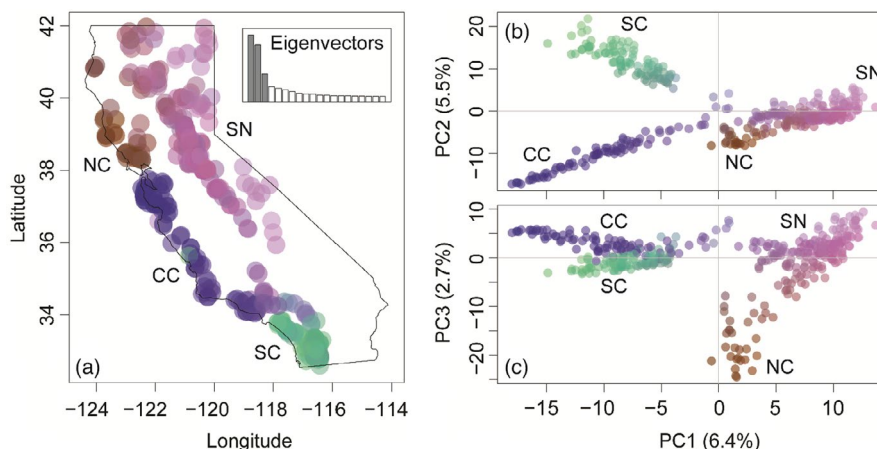 42
40
38
36
34
Latitude
Eigenvectors
SN
NC
CC
SC
(a)
−124 −122 −120 −118 −116 −114
Longitude
(b)
20
10
0
−10
PC2 (5.5%)
SC
SN
CC
NC
10
0
−10
−20
PC3 (2.7%)
CC
SN
SC
NC
(c)
−15 −10 −5 0 5 10
PC1 (6.4%)